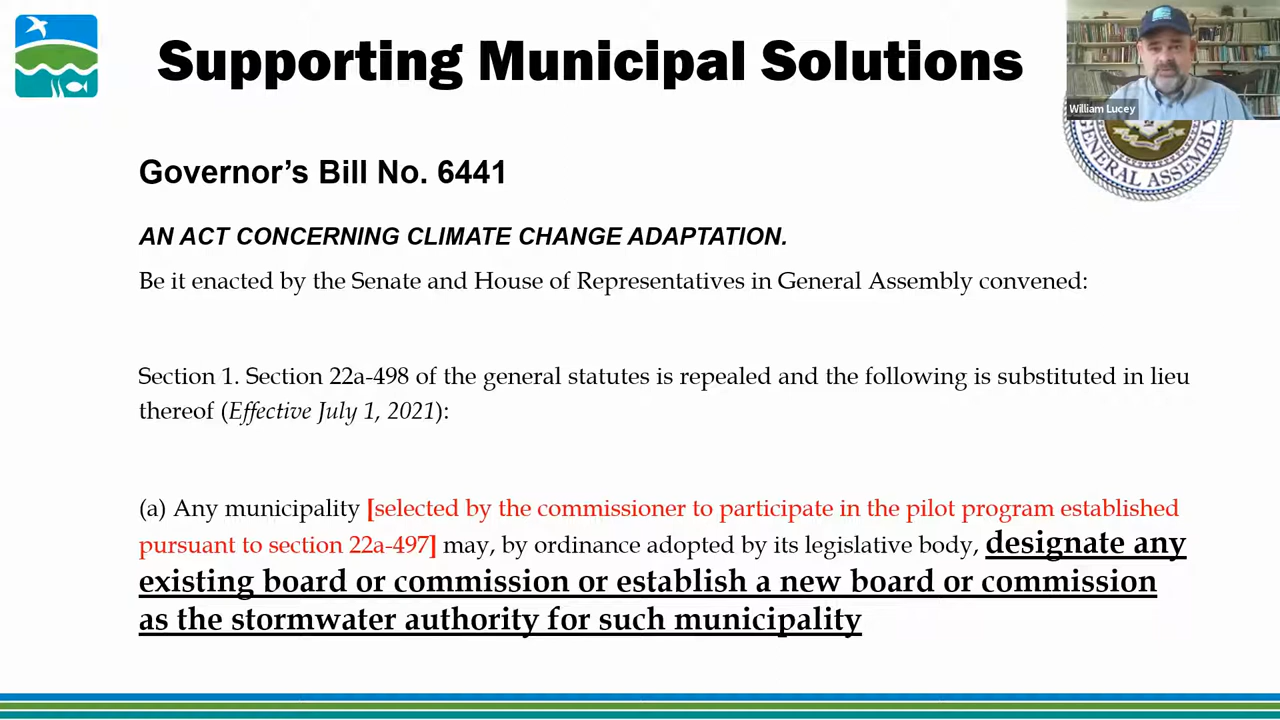 Supporting Municipal Solutions
William Lucey
GENERAL ASSEMBLY
Governor's Bill No. 6441
AN ACT CONCERNING CLIMATE CHANGE ADAPTATION.
Be it enacted by the Senate and House of Representatives in General Assembly convened:
Section 1. Section 22a-498 of the general statutes is repealed and the following is substituted in lieu
thereof (Effective July 1, 2021):
(a) Any municipality [selected by the commissioner to participate in the pilot program established
pursuant to section 22a-497] may, by ordinance adopted by its legislative body, designate any
existing board or commission or establish a new board or commission
as the stormwater authority for such municipality